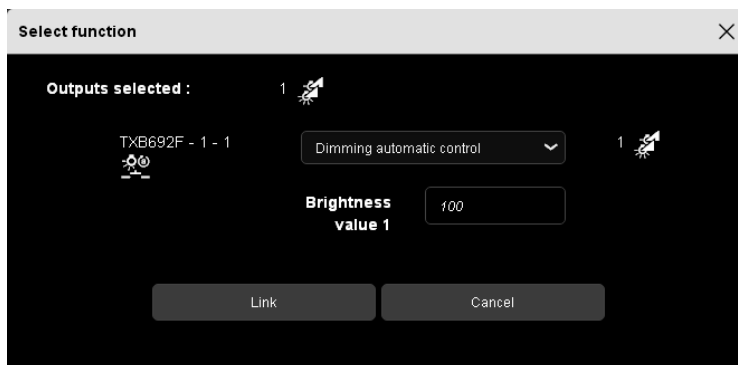 Select function
Outputs selected : 1
TXB692F - 1 - 1 Dimming automatic control 1
Brightness value 1 100
Link Cancel